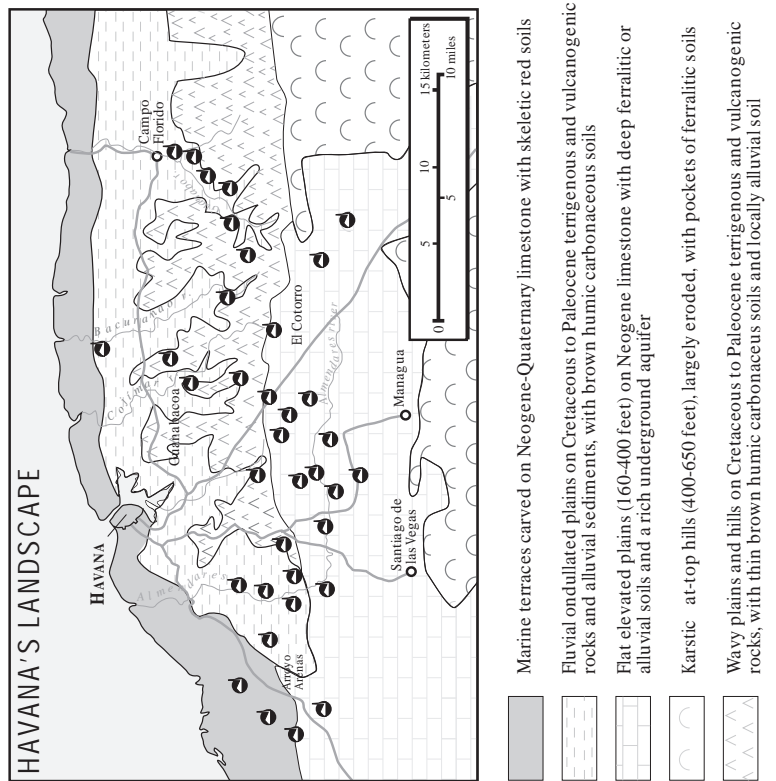 HAVANA'S LANDSCAPE
HAVANA
Almendares
Arroyo
Arenas
Santiago de
las Vegas
Managua
Guanabacoa
Cojímar
Bacuranao r.
Almendares river
El Cotorro
Campo
Florido
0 5 10 15 kilometers
5 10 miles
Marine terraces carved on Neogene-Quaternary limestone with skeletic red soils
Fluvial ondullated plains on Cretaceous to Paleocene terrigenous and vulcanogenic
rocks and alluvial sediments, with brown humic carbonaceous soils
Flat elevated plains (160-400 feet) on Neogene limestone with deep ferralitic or
alluvial soils and a rich underground aquifer
Karstic at-top hills (400-650 feet), largely eroded, with pockets of ferralitic soils
Wavy plains and hills on Cretaceous to Paleocene terrigenous and vulcanogenic
rocks, with thin brown humic carbonaceus soils and locally alluvial soil